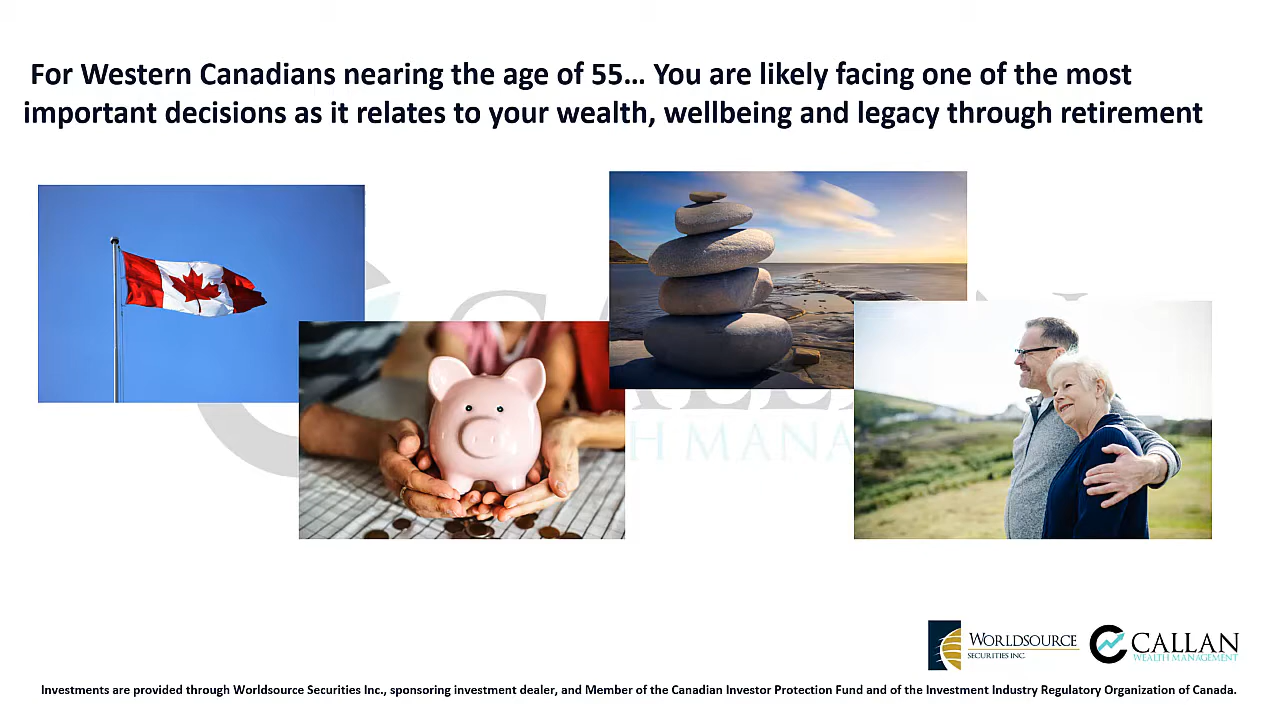 For Western Canadians nearing the age of 55... You are likely facing one of the most
important decisions as it relates to your wealth, wellbeing and legacy through retirement
WORLDSOURCE
SECURITIES INC.
CALLAN
WEALTH MANAGEMENT
Investments are provided through Worldsource Securities Inc., sponsoring investment dealer, and Member of the Canadian Investor Protection Fund and of the Investment Industry Regulatory Organization of Canada.